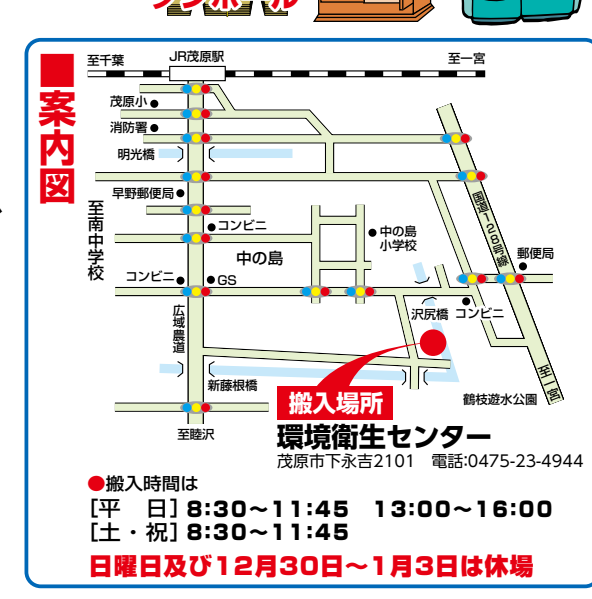 ンボール
■案内図
至千葉
JR茂原駅
至一宮
茂原小
消防署
明光橋
早野郵便局
至南中学校
コンビニ
中の島
中の島
小学校
国道128号線
郵便局
コンビニ
GS
広域農道
沢尻橋
コンビニ
新藤根橋
至一宮
鶴枝遊水公園
至睦沢
搬入場所
環境衛生センター
茂原市下永吉2101　電話:0475-23-4944
●搬入時間は
[平　日] 8:30〜11:45　13:00〜16:00
[土・祝] 8:30〜11:45
日曜日及び12月30日〜1月3日は休場